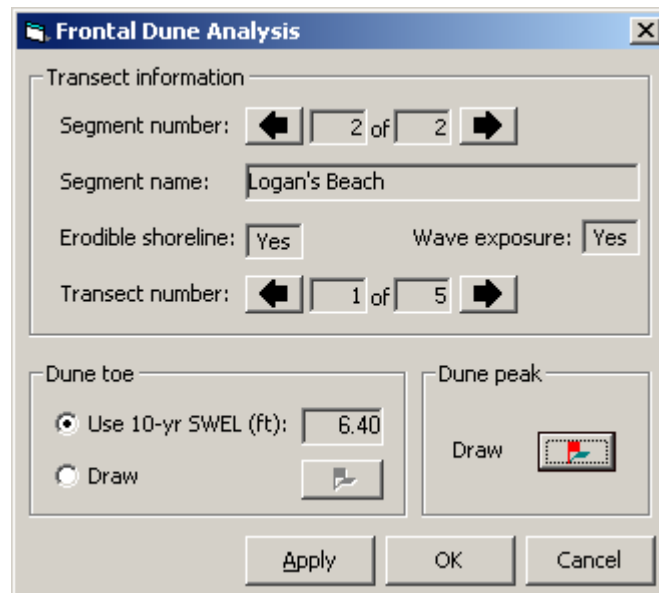 Frontal Dune Analysis
Transect information
Segment number: 2 of 2
Segment name: Logan's Beach
Erodible shoreline: Yes Wave exposure: Yes
Transect number: 1 of 5
Dune toe Dune peak
Use 10-yr SWEL (ft): 6.40
Draw
Draw
Apply OK Cancel